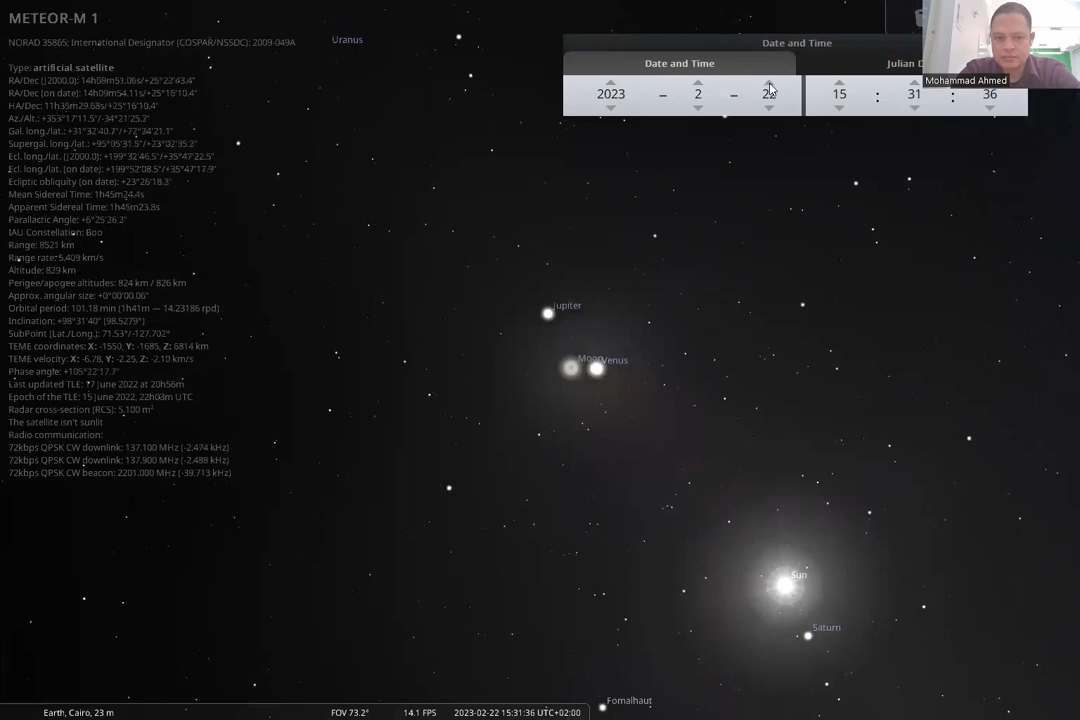 METEOR-M 1
NORAD 35865; International Designator (COSPAR/NSSDC): 2009-049A
Type: artificial satellite
RA/Dec (J2000.0): 14h09m51.06s/+25°22'43.4"
RA/Dec (on date): 14h09m54.11s/+25°16'10.4"
HA/Dec: 11h35m29.68s/+25°16'10.4"
Az./Alt.: +353°17'11.5"/-34°21'25.2"
Gal. long./lat.: +31°32'40.7"/+72°34'21.1"
Supergal. long./lat.: +95°05'31.5"/+23°02'35.2"
Ecl. long./lat. (J2000.0): +199°32'46.5"/+35°47'22.5"
Ecl. long./lat. (on date): +199°52'08.5"/+35°47'17.9"
Ecliptic obliquity (on date): +23°26'18.3"
Mean Sidereal Time: 1h45m24.4s
Apparent Sidereal Time: 1h45m23.8s
Parallactic Angle: +6°25'26.2"
IAU Constellation: Boo
Range: 8521 km
Range rate: 5.409 km/s
Altitude: 829 km
Perigee/apogee altitudes: 824 km / 826 km
Approx. angular size: +0°00'00.06"
Orbital period: 101.18 min (1h41m — 14.23186 rpd)
Inclination: +98°31'40" (98.5279°)
SubPoint (Lat./Long.): 71.53°/-127.702°
TEME coordinates: X: -1550, Y: -1685, Z: 6814 km
TEME velocity: X: -6.78, Y: -2.25, Z: -2.10 km/s
Phase angle: +105°22'17.7"
Last updated TLE: 17 June 2022 at 20h56m
Epoch of the TLE: 15 June 2022, 22h03m UTC
Radar cross-section (RCS): 5.100 m²
The satellite isn't sunlit
Radio communication:
72kbps QPSK CW downlink: 137.100 MHz (-2.474 kHz)
72kbps QPSK CW downlink: 137.900 MHz (-2.488 kHz)
72kbps QPSK CW beacon: 2201.000 MHz (-39.713 kHz)
Uranus
Date and Time
Date and Time
Julian D
2023 – 2 – 22
15 : 31 : 36
Mohammad Ahmed
Jupiter
Moon
Venus
Sun
Saturn
Fomalhaut
Earth, Cairo, 23 m
FOV 73.2°
14.1 FPS
2023-02-22 15:31:36 UTC+02:00